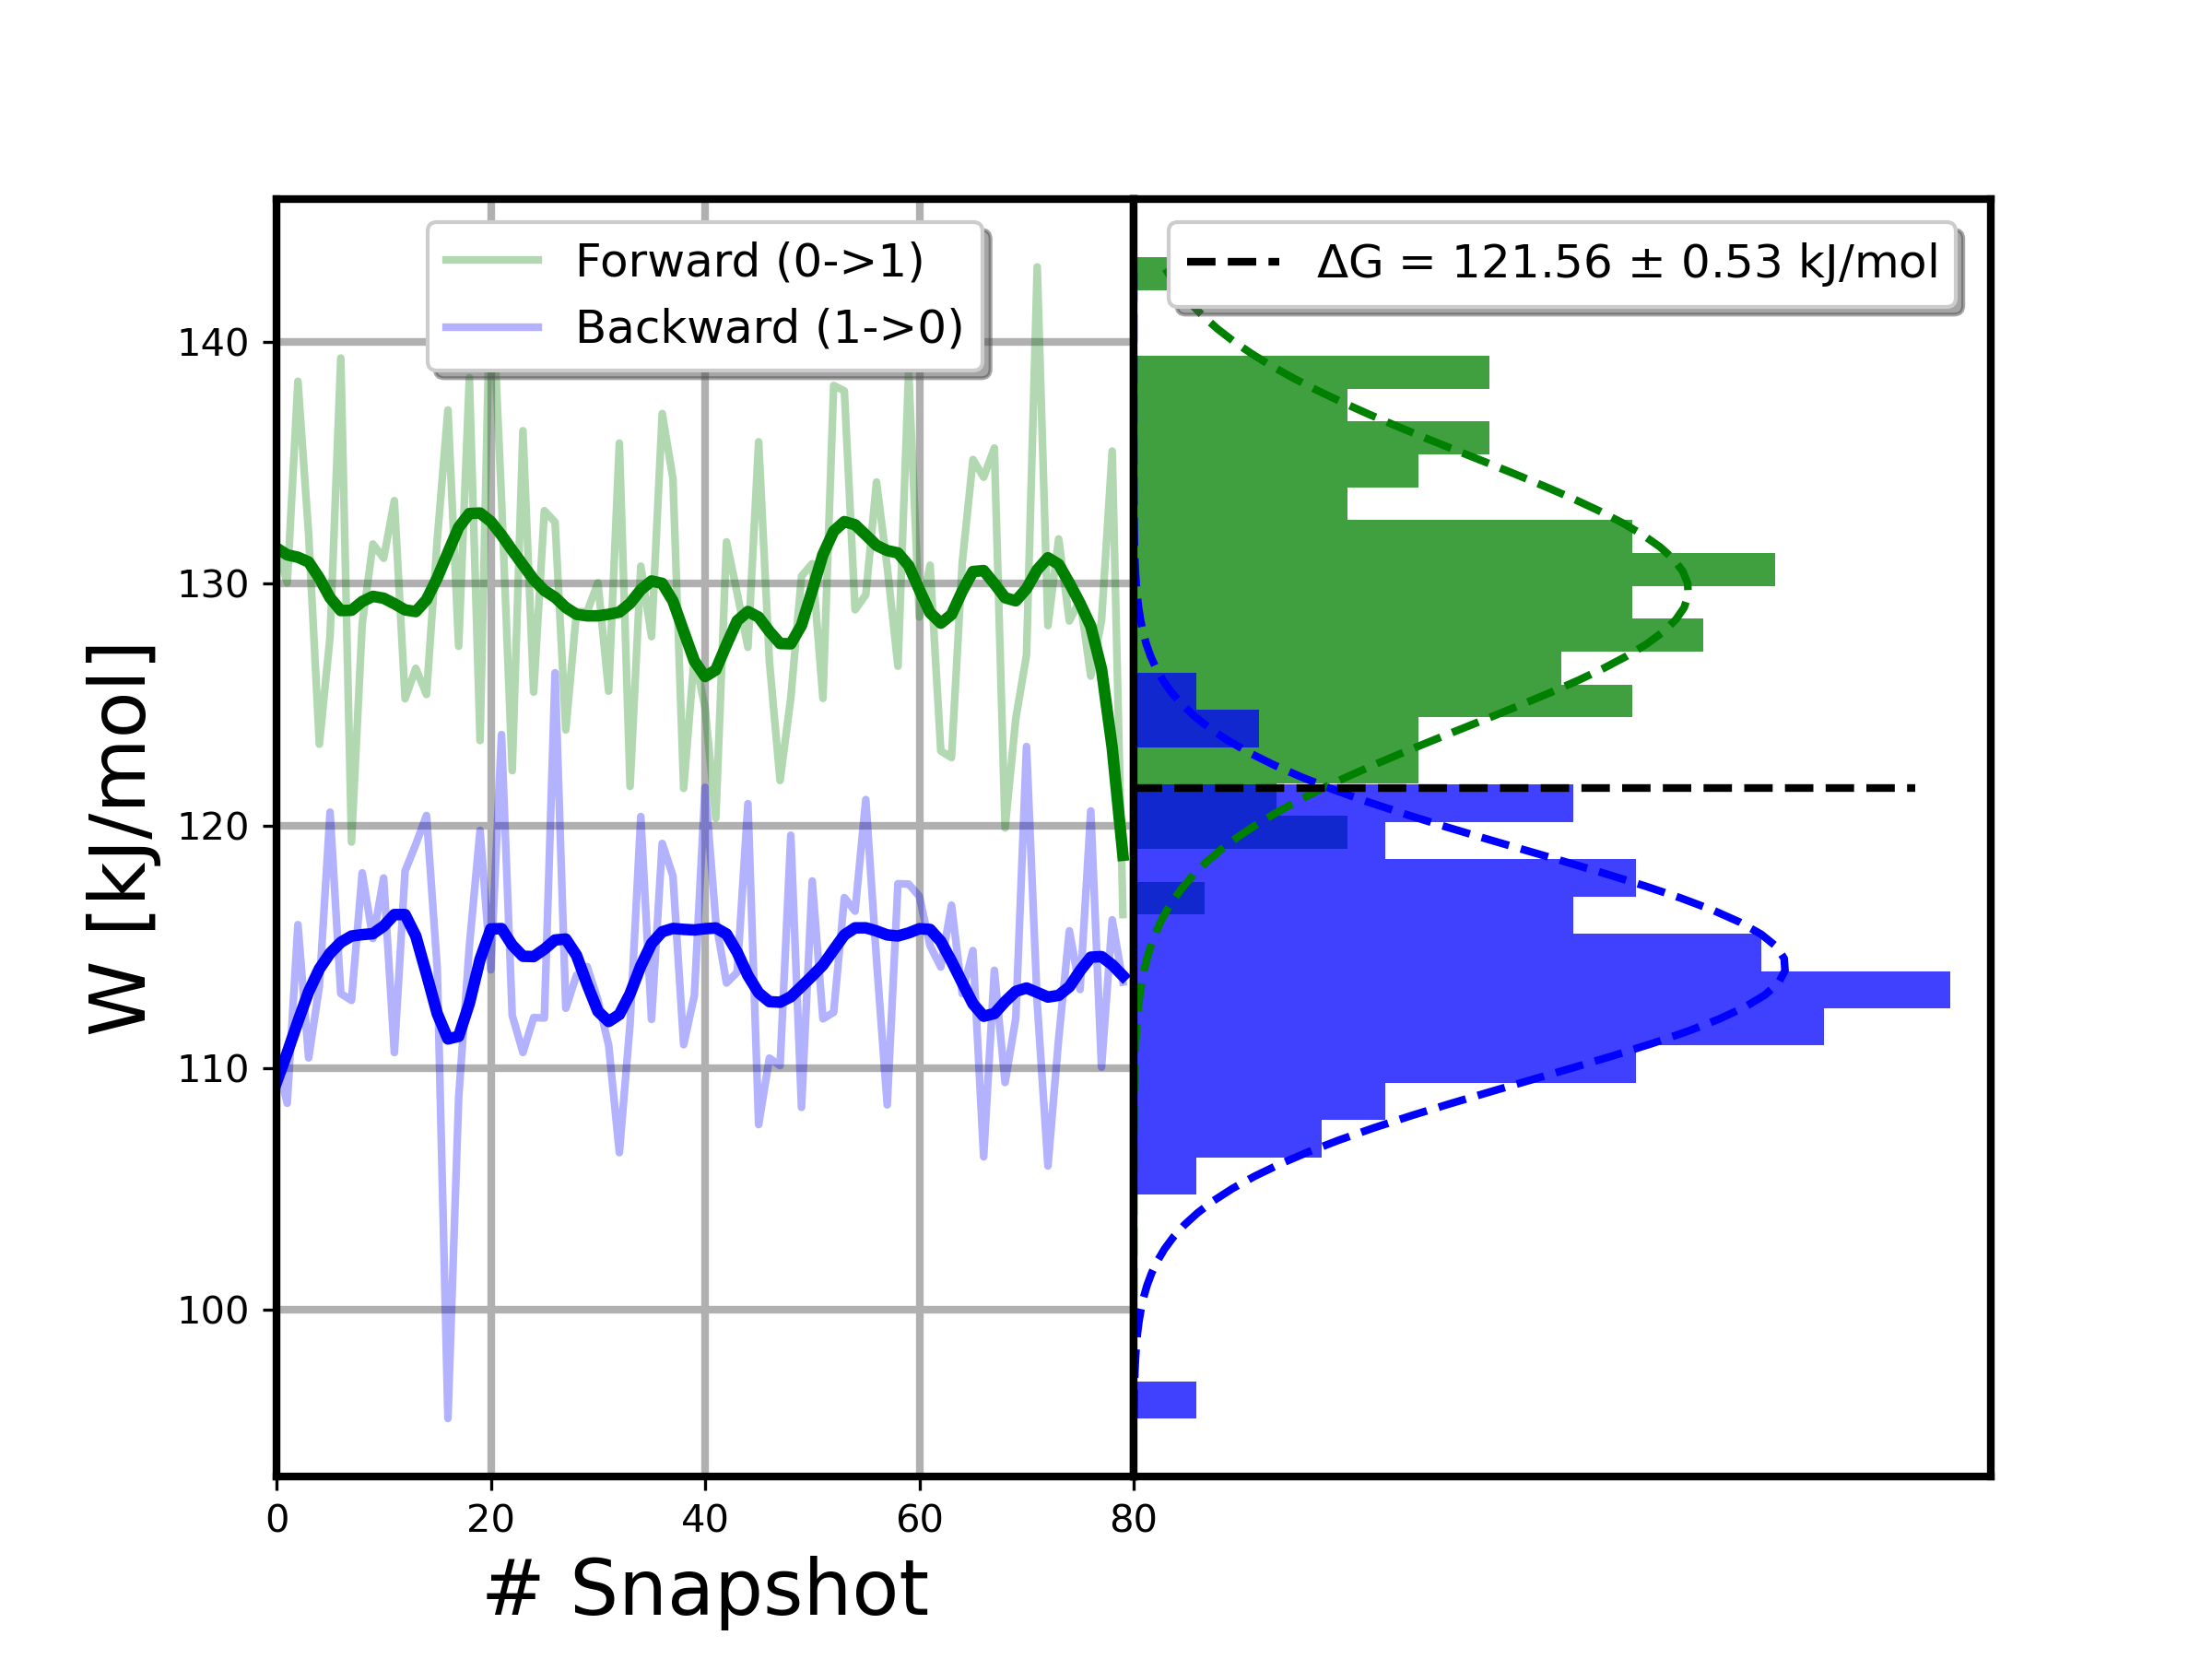 Forward (0->1)
Backward (1->0)
ΔG = 121.56 ± 0.53 kJ/mol
W [kJ/mol]
140
130
120
110
100
0 20 40 60 80
# Snapshot